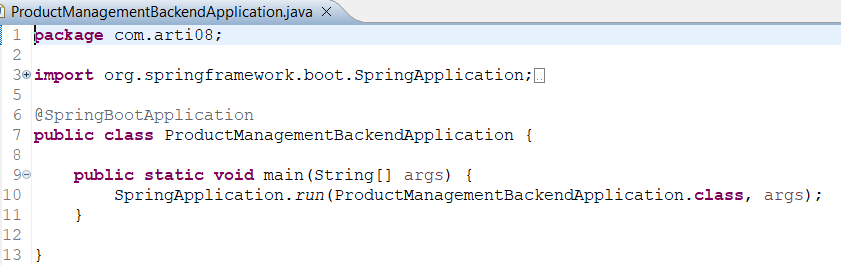 ProductManagementBackendApplication.java
1 package com.arti08;
2
3 import org.springframework.boot.SpringApplication;
5
6 @SpringBootApplication
7 public class ProductManagementBackendApplication {
8
9 public static void main(String[] args) {
10 SpringApplication.run(ProductManagementBackendApplication.class, args);
11 }
12
13 }